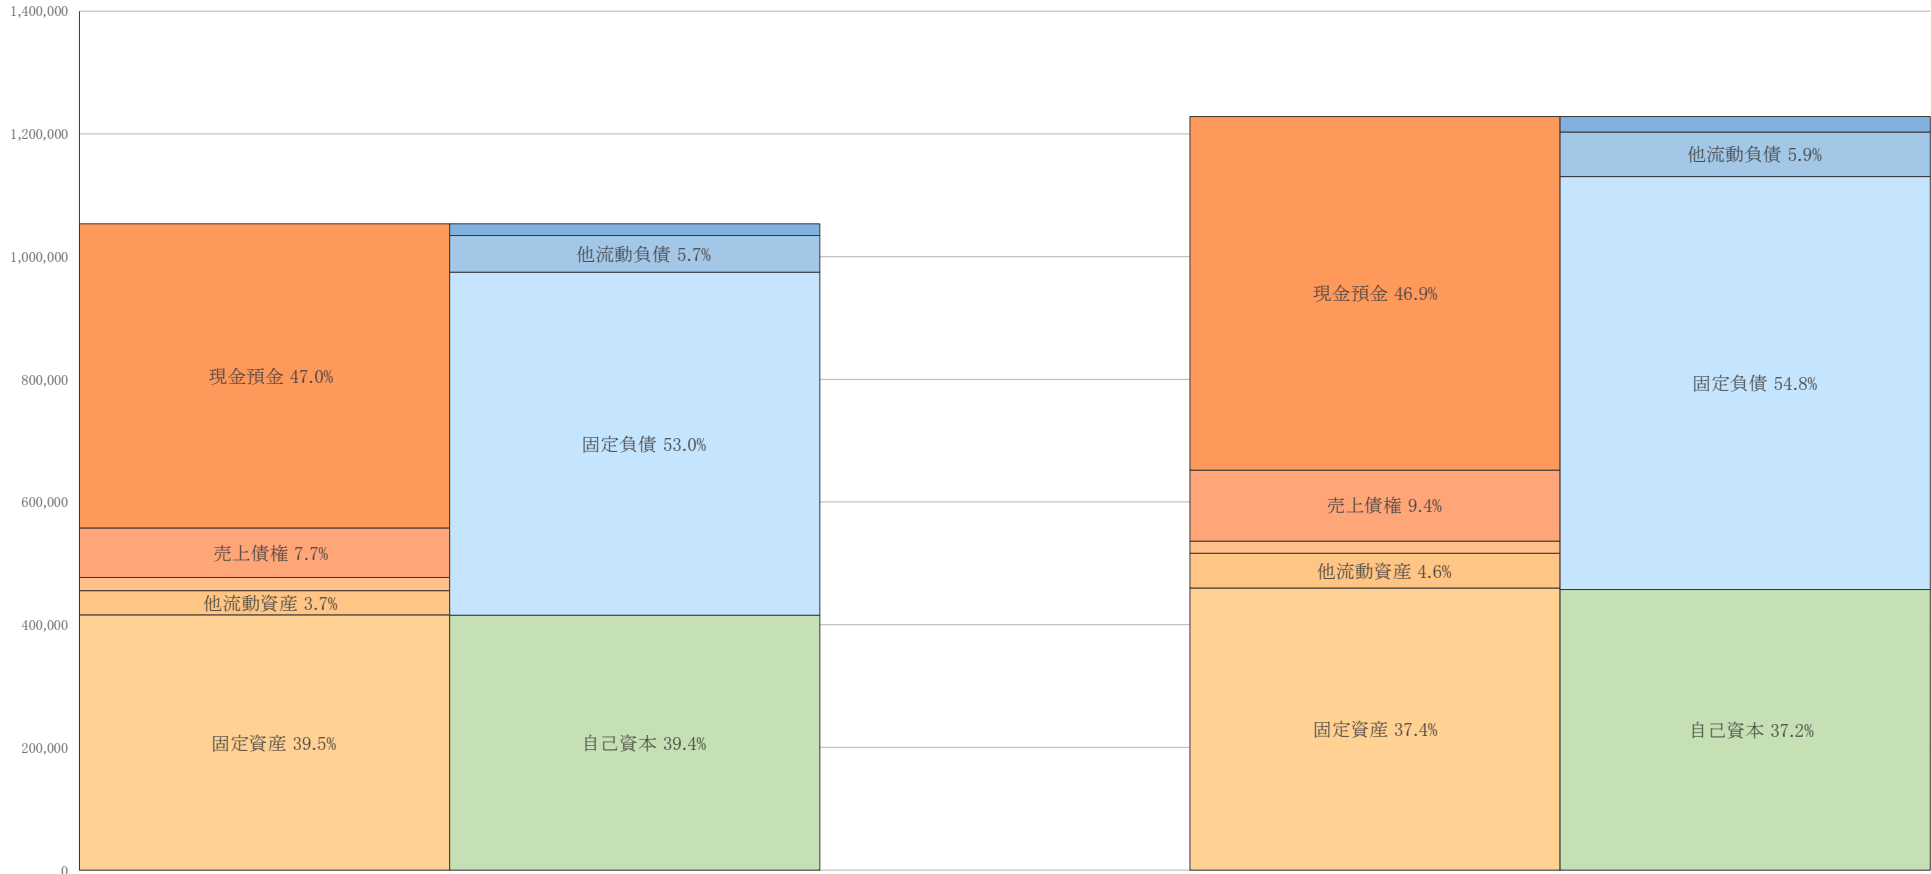 1,400,000
1,200,000
1,000,000
800,000
600,000
400,000
200,000
0
現金預金 47.0%
売上債権 7.7%
他流動資産 3.7%
固定資産 39.5%
他流動負債 5.7%
固定負債 53.0%
自己資本 39.4%
現金預金 46.9%
売上債権 9.4%
他流動資産 4.6%
固定資産 37.4%
他流動負債 5.9%
固定負債 54.8%
自己資本 37.2%